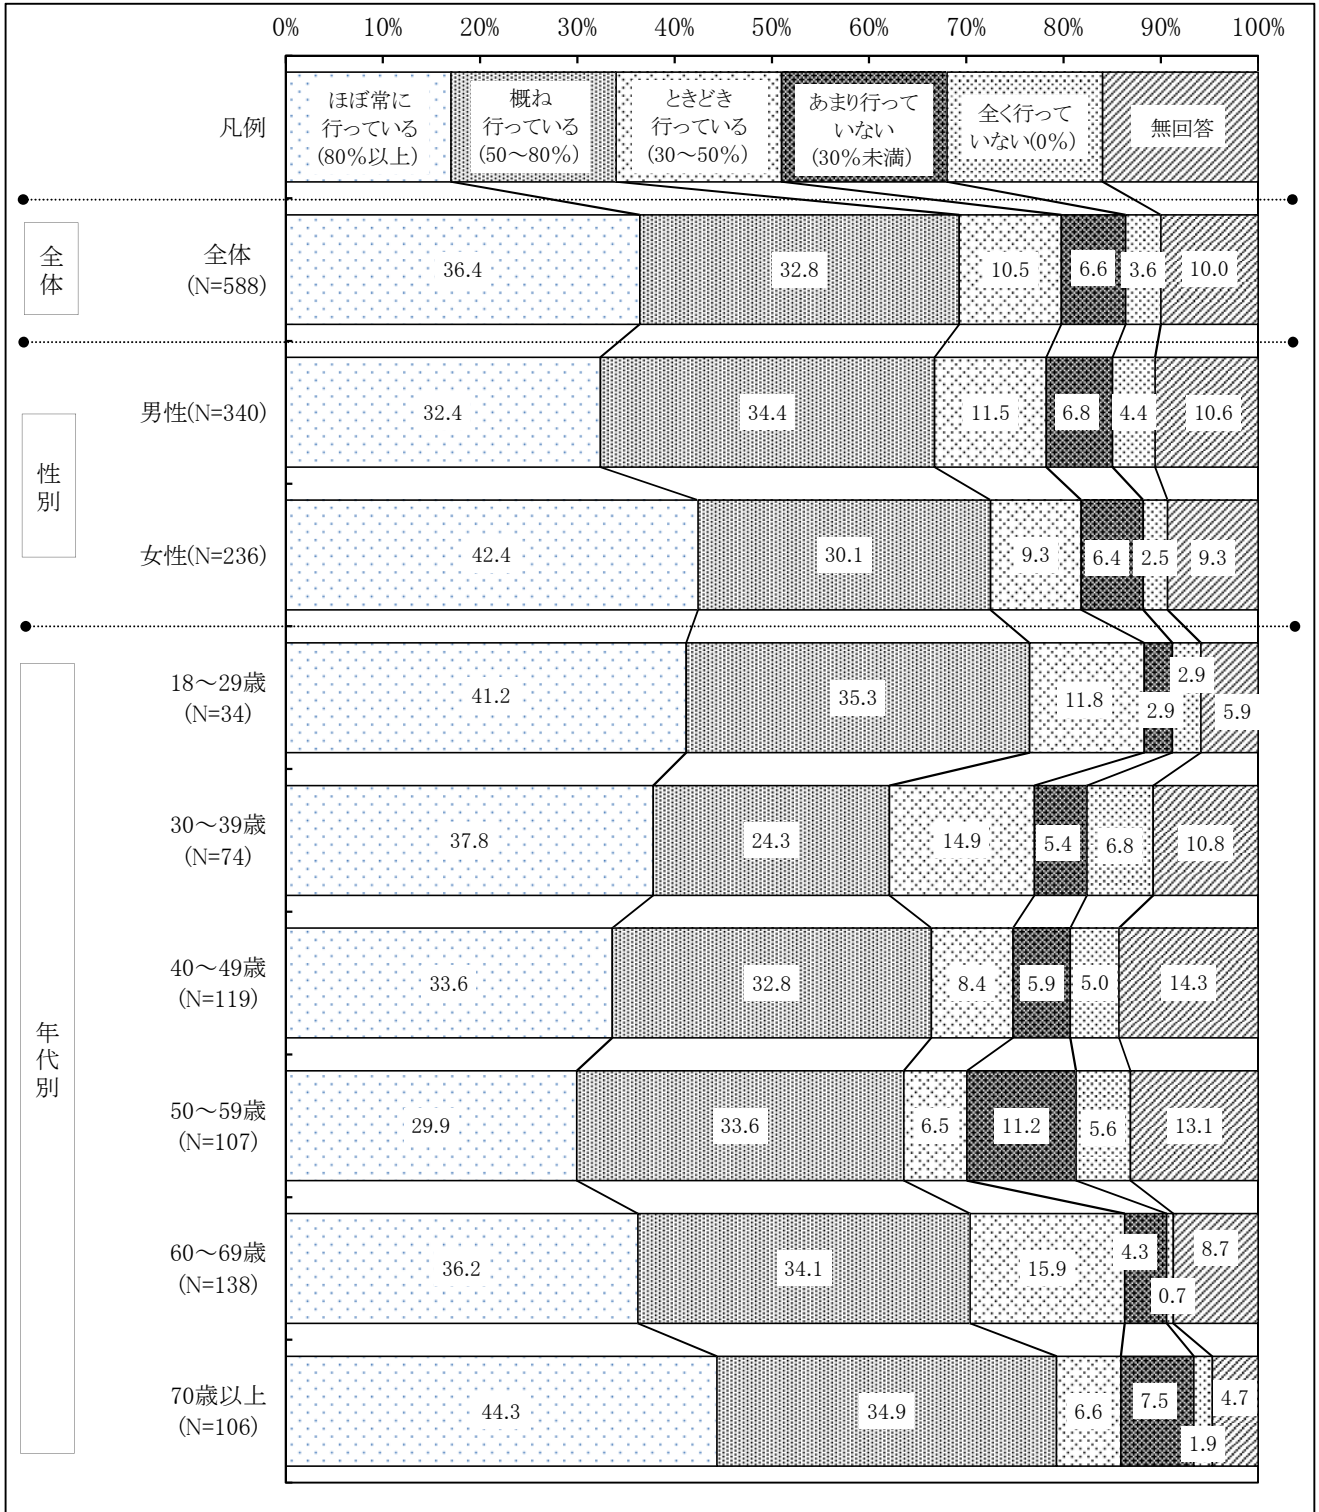 0% 10% 20% 30% 40% 50% 60% 70% 80% 90% 100%
凡例
ほぼ常に
行っている
(80%以上)
概ね
行っている
(50～80%)
ときどき
行っている
(30～50%)
あまり行って
いない
(30%未満)
全く行って
いない(0%)
無回答
全体
全体
(N=588)
36.4 32.8 10.5 6.6 3.6 10.0
性別
男性(N=340)
32.4 34.4 11.5 6.8 4.4 10.6
女性(N=236)
42.4 30.1 9.3 6.4 2.5 9.3
年代別
18～29歳
(N=34)
41.2 35.3 11.8 2.9 2.9 5.9
30～39歳
(N=74)
37.8 24.3 14.9 5.4 6.8 10.8
40～49歳
(N=119)
33.6 32.8 8.4 5.9 5.0 14.3
50～59歳
(N=107)
29.9 33.6 6.5 11.2 5.6 13.1
60～69歳
(N=138)
36.2 34.1 15.9 4.3 0.7 8.7
70歳以上
(N=106)
44.3 34.9 6.6 7.5 1.9 4.7